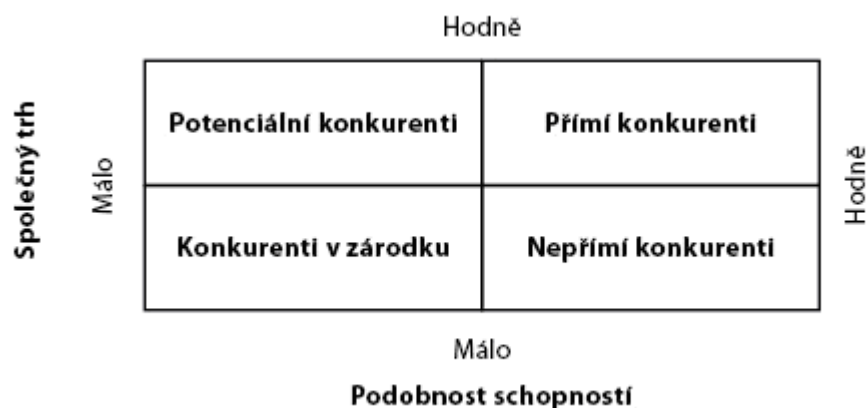 Hodně
Společný trh
Málo
Potenciální konkurenti
Přímí konkurenti
Hodně
Konkurenti v zárodku
Nepřímí konkurenti
Málo
Podobnost schopností